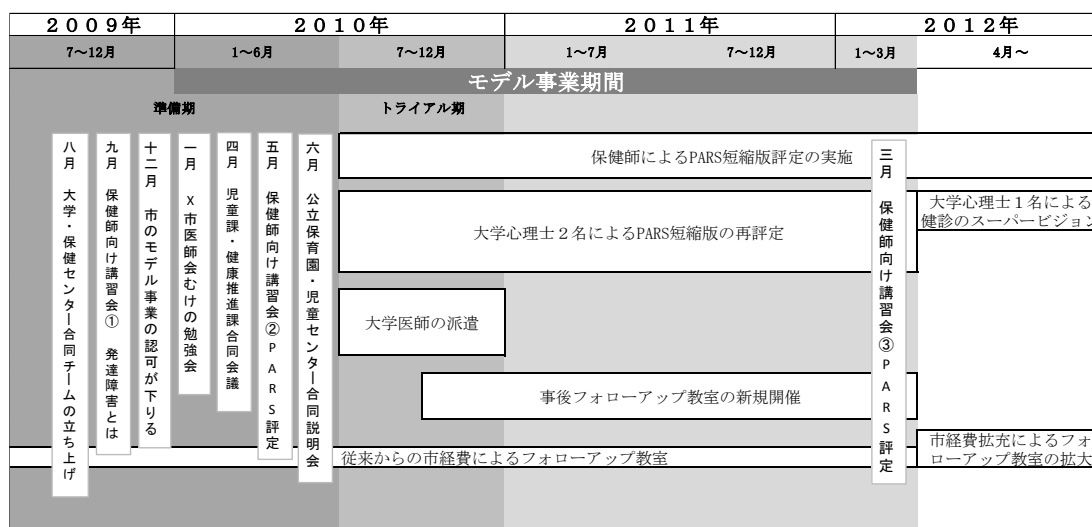 2009年
2010年
2011年
2012年
7～12月
1～6月
7～12月
1～7月
7～12月
1～3月
4月～
モデル事業期間
準備期
トライアル期
八月 大学・保健センター合同チームの立ち上げ
九月 保健師向け講習会① 発達障害とは
十二月 市のモデル事業の認可が下りる
一月 X市医師会むけの勉強会
四月 児童課・健康推進課合同会議
五月 保健師向け講習会②PARS評定
六月 公立保育園・児童センター合同説明会
保健師によるPARS短縮版評定の実施
大学心理士2名によるPARS短縮版の再評定
大学医師の派遣
事後フォローアップ教室の新規開催
従来からの市経費によるフォローアップ教室
三月 保健師向け講習会③PARS評定
大学心理士1名による
健診のスーパービジョン
市経費拡充によるフォ
ローアップ教室の拡大